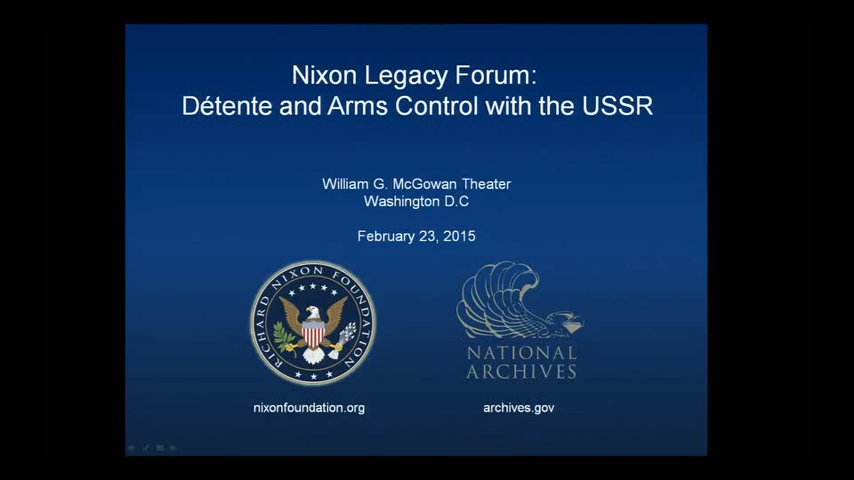 Nixon Legacy Forum:
Détente and Arms Control with the USSR
William G. McGowan Theater
Washington D.C
February 23, 2015
RICHARD NIXON FOUNDATION
NATIONAL
ARCHIVES
nixonfoundation.org
archives.gov